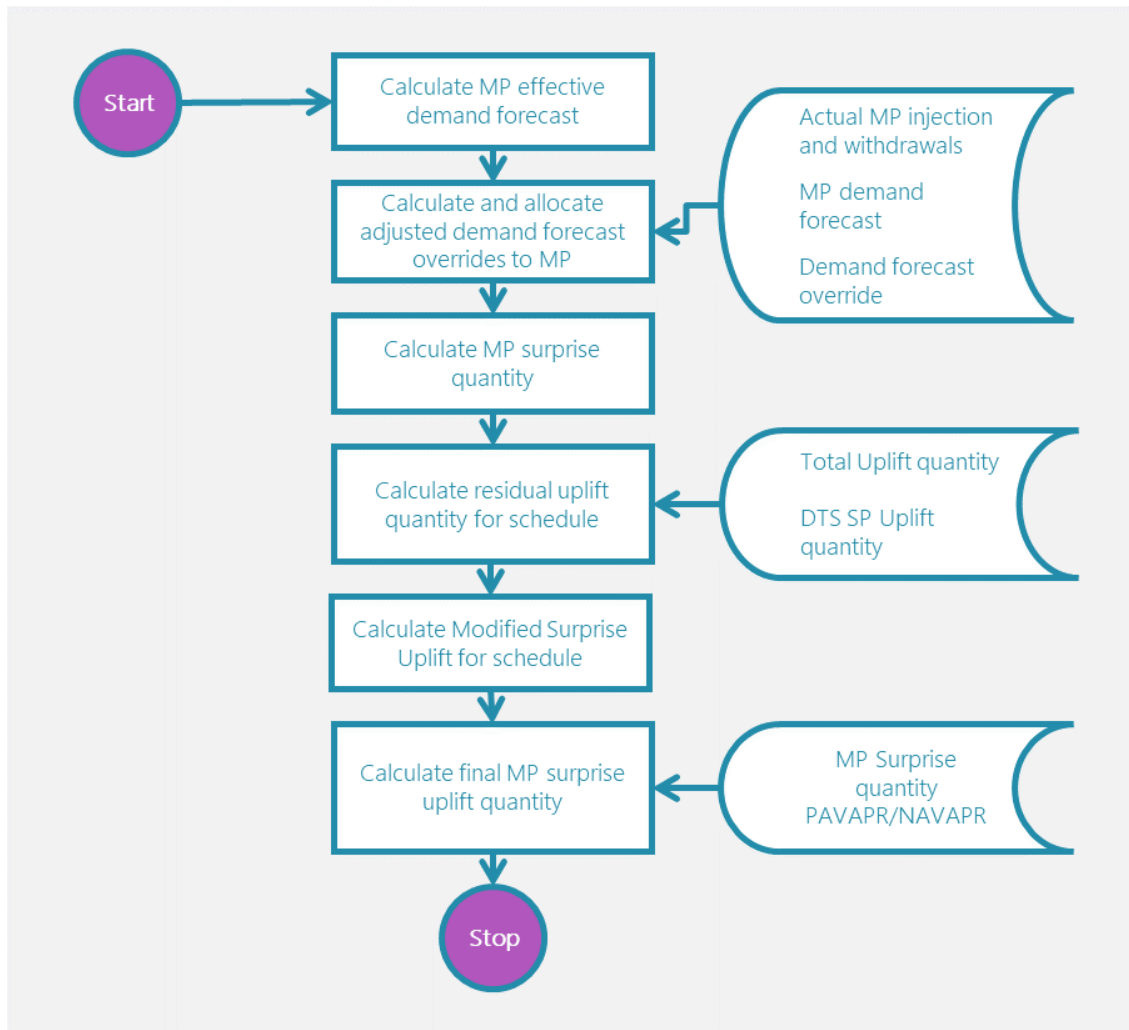 Start
Calculate MP effective
demand forecast
Calculate and allocate
adjusted demand forecast
overrides to MP
Actual MP injection
and withdrawals
MP demand
forecast
Demand forecast
override
Calculate MP surprise
quantity
Calculate residual uplift
quantity for schedule
Total Uplift quantity
DTS SP Uplift
quantity
Calculate Modified Surprise
Uplift for schedule
Calculate final MP surprise
uplift quantity
MP Surprise
quantity
PAVAPR/NAVAPR
Stop